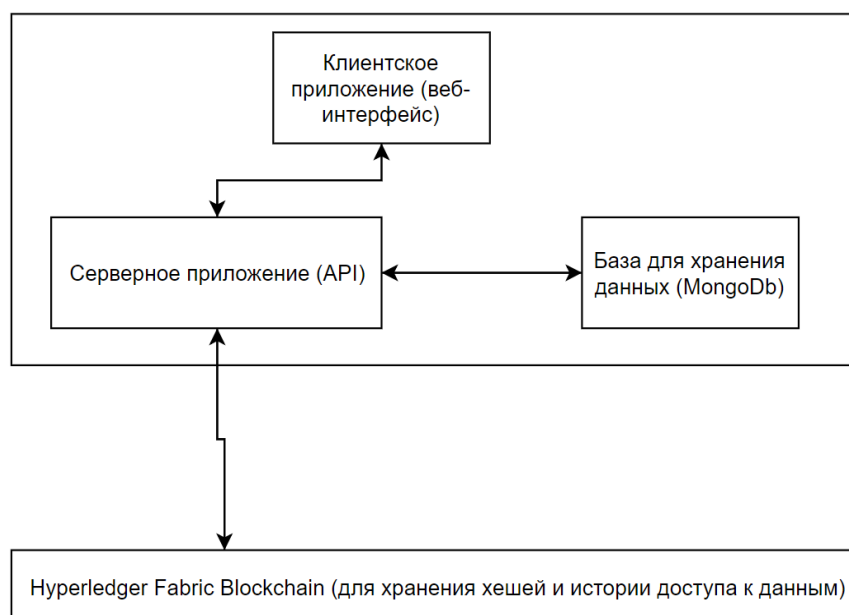 Клиентское
приложение (веб-
интерфейс)
Серверное приложение (API)
База для хранения
данных (MongoDb)
Hyperledger Fabric Blockchain (для хранения хешей и истории доступа к данным)